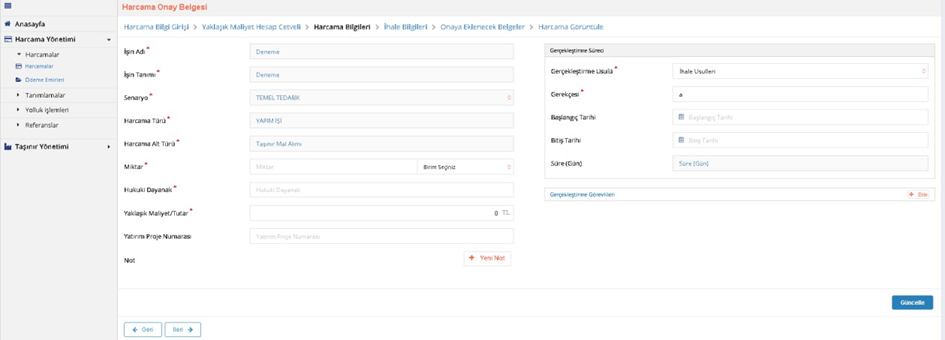 Harcama Onay Belgesi
Anasayfa
Harcama Yönetimi
Harcamalar
Harcamalar
Ödeme Emirleri
Tanımlamalar
Yolluk işlemleri
Referanslar
Taşınır Yönetimi
Harcama Bilgi Girişi > Yaklaşık Maliyet Hesap Cetveli > Harcama Bilgileri > İhale Bilgileri > Onaya Eklenecek Belgeler > Harcama Görüntüle
İşin Adı * Deneme
İşin Tanımı * Deneme
Senaryo * TEMEL TEDARİK
Harcama Türü * YAPIM İŞİ
Harcama Alt Türü * Taşınır Mal Alımı
Miktar * Miktar Birim Seçiniz
Hukuki Dayanak * Hukuki Dayanak
Yaklaşık Maliyet/Tutar * 0 TL
Yatırım Proje Numarası Yatırım Proje Numarası
Not + Yeni Not
Gerçekleştirme Süreci
Gerçekleştirme Usulü * İhale Usulleri
Gerekçesi * a
Başlangıç Tarihi Başlangıç Tarihi
Bitiş Tarihi Bitiş Tarihi
Süre (Gün) Süre (Gün)
Gerçekleştirme Görevlileri + Ekle
Güncelle
Geri İleri